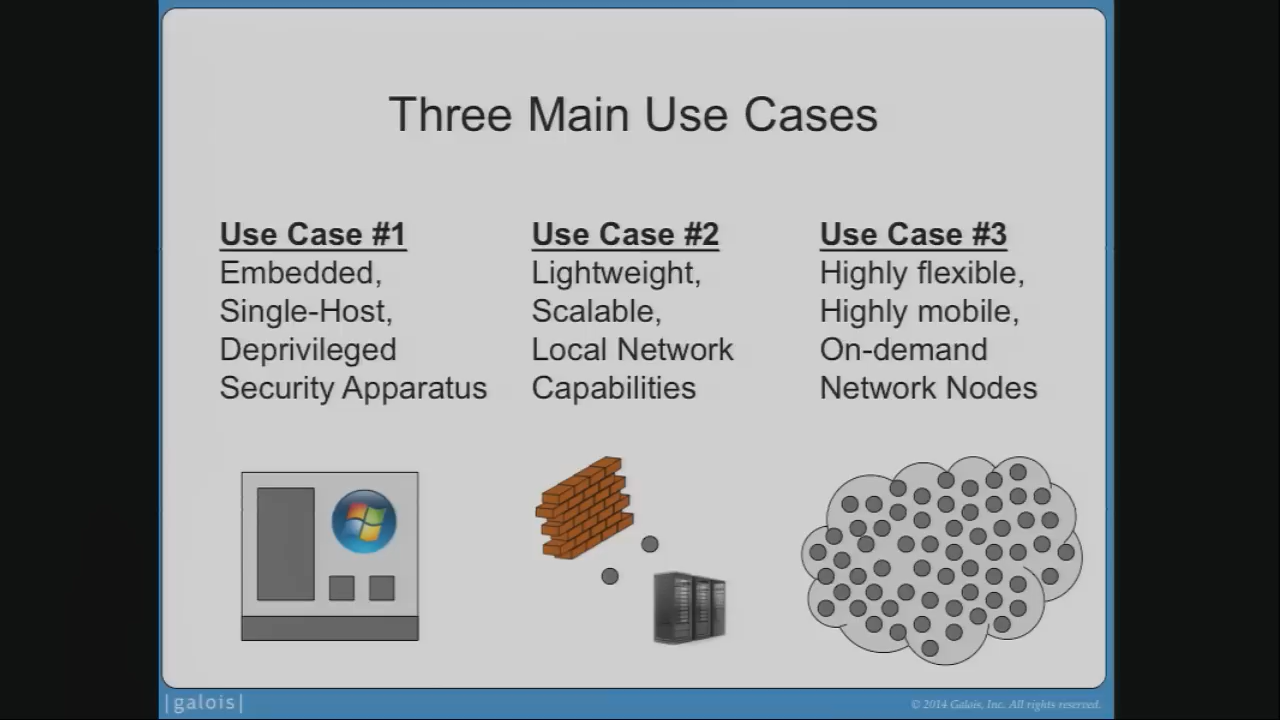 Three Main Use Cases
Use Case #1
Embedded,
Single-Host,
Deprivileged
Security Apparatus
Use Case #2
Lightweight,
Scalable,
Local Network
Capabilities
Use Case #3
Highly flexible,
Highly mobile,
On-demand
Network Nodes
|galois|
© 2014 Galois, Inc. All rights reserved.